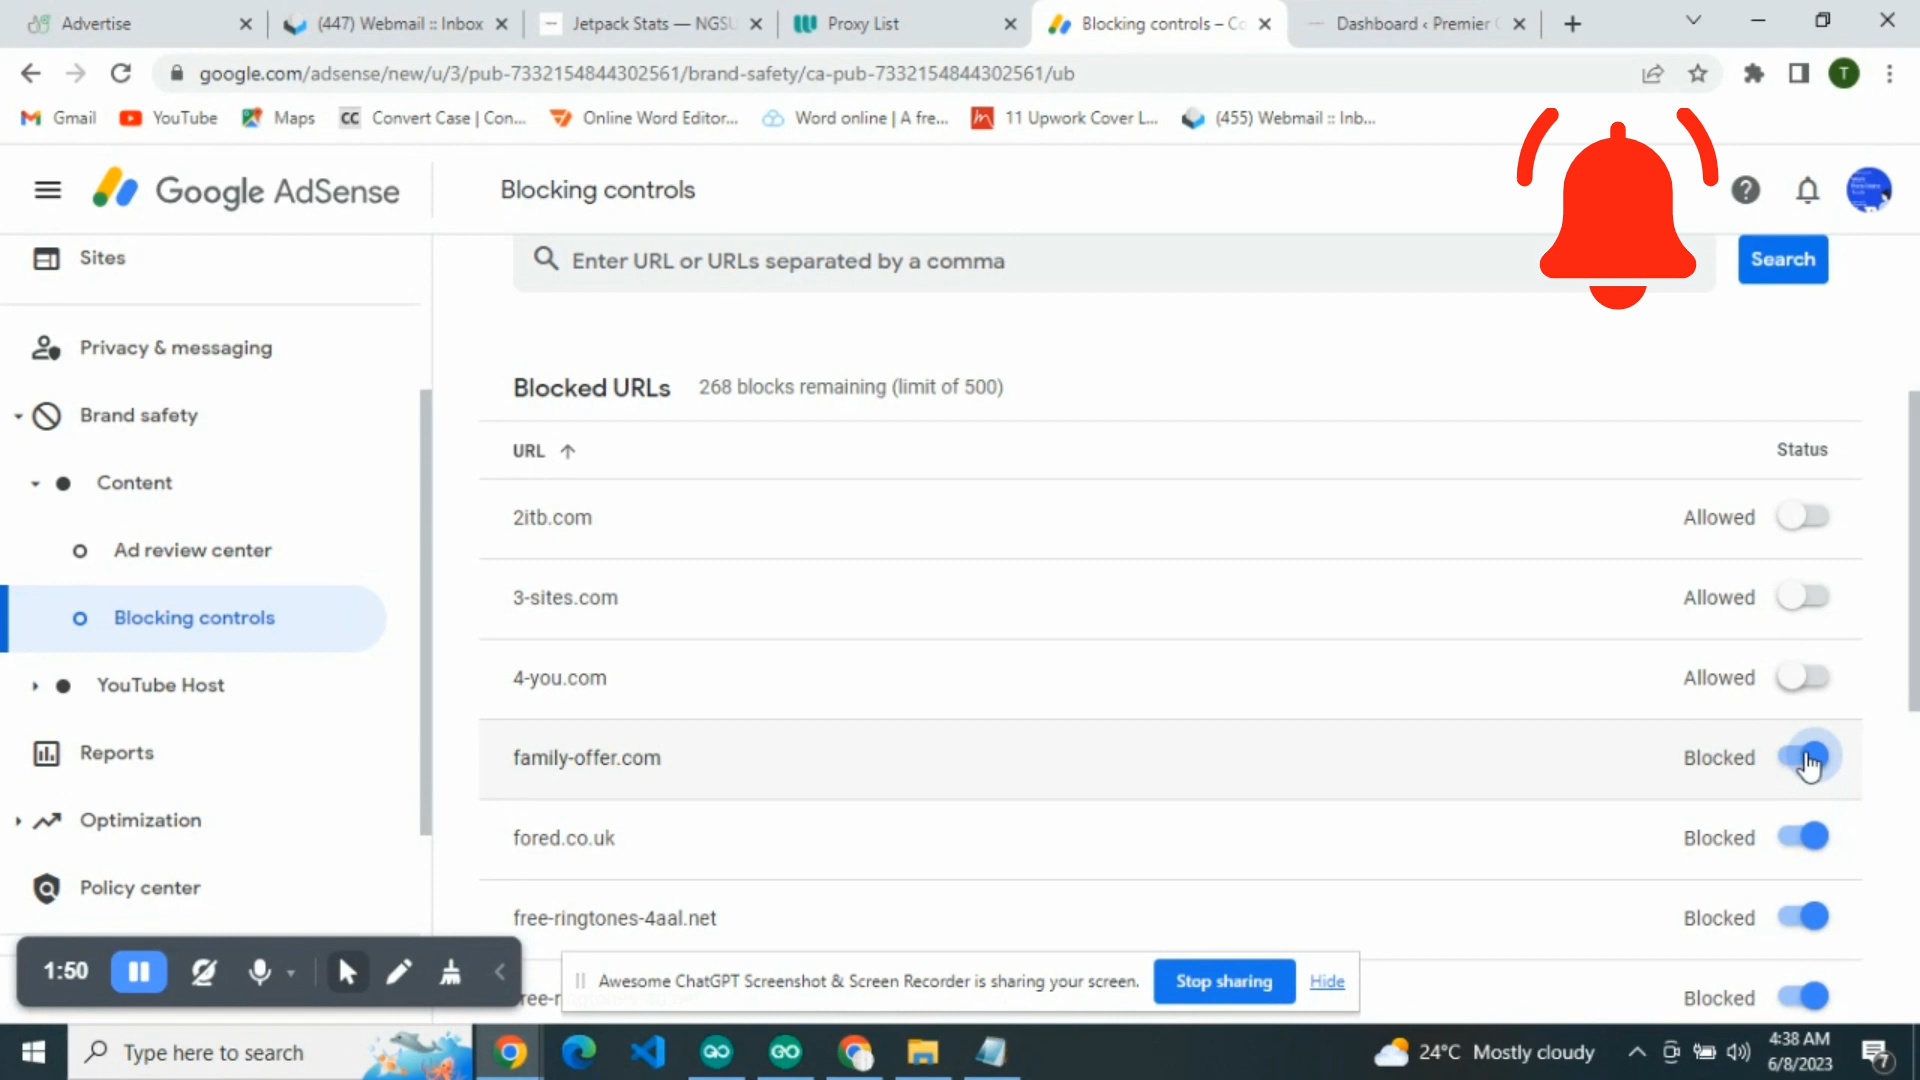 Advertise
(447) Webmail :: Inbox
Jetpack Stats — NGSU
Proxy List
Blocking controls – Co
Dashboard ‹ Premier
google.com/adsense/new/u/3/pub-7332154844302561/brand-safety/ca-pub-7332154844302561/ub
T
Gmail
YouTube
Maps
CC Convert Case | Con...
Online Word Editor...
Word online | A fre...
11 Upwork Cover L...
(455) Webmail :: Inb...
Google AdSense
Blocking controls
Sites
Enter URL or URLs separated by a comma
Search
Privacy & messaging
Brand safety
Content
Ad review center
Blocking controls
YouTube Host
Reports
Optimization
Policy center
Blocked URLs 268 blocks remaining (limit of 500)
URL
Status
2itb.com
Allowed
3-sites.com
Allowed
4-you.com
Allowed
family-offer.com
Blocked
fored.co.uk
Blocked
free-ringtones-4aal.net
Blocked
Blocked
1:50
Awesome ChatGPT Screenshot & Screen Recorder is sharing your screen.
Stop sharing
Hide
Type here to search
24°C Mostly cloudy
4:38 AM
6/8/2023
7